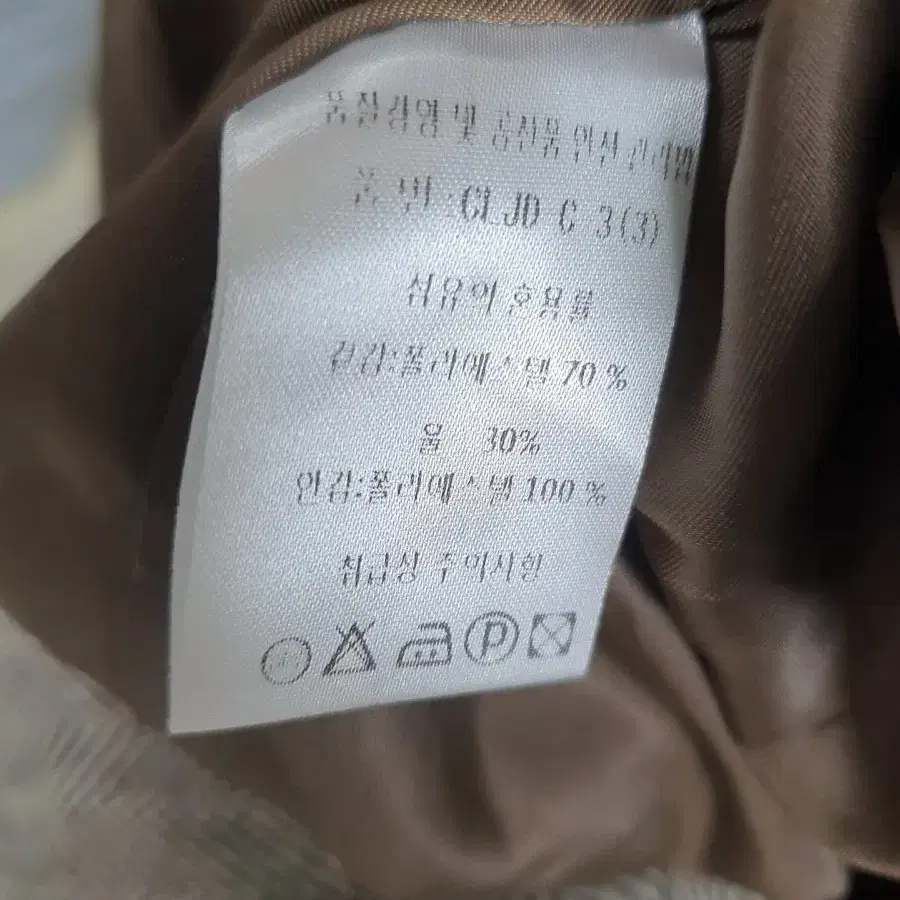 품질경영 및 공산품 안전 관리법
품 번 :CLJD C 3(3)
섬유의 혼용률
겉감:폴리에스텔 70 %
울 30%
안감:폴리에스텔 100 %
취급상 주의사항